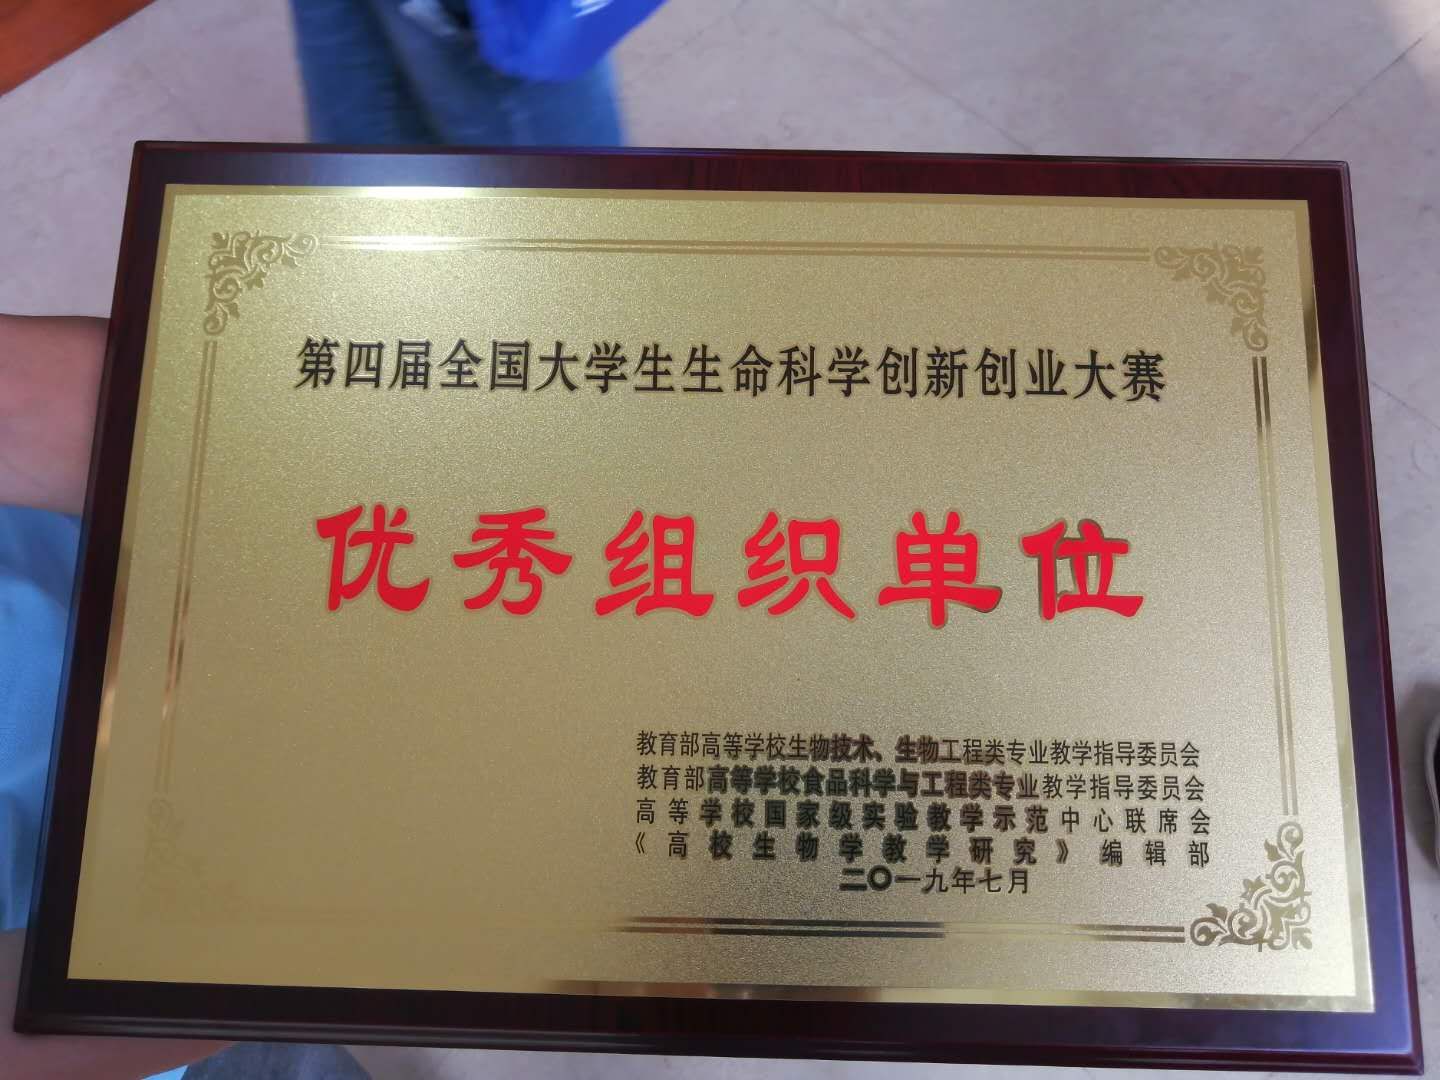 第四届全国大学生生命科学创新创业大赛
优秀组织单位
教育部高等学校生物技术、生物工程类专业教学指导委员会
教育部高等学校食品科学与工程类专业教学指导委员会
高等学校国家级实验教学示范中心联席会
《高校生物学教学研究》编辑部
二〇一九年七月